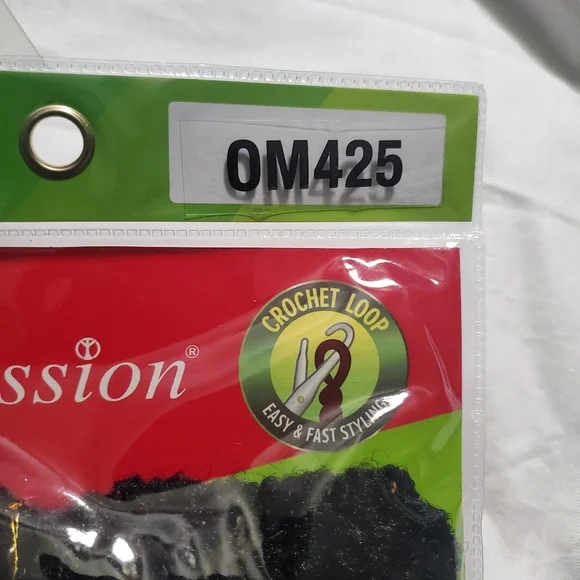 OM425
ssion®
CROCHET LOOP
EASY & FAST STYLING!